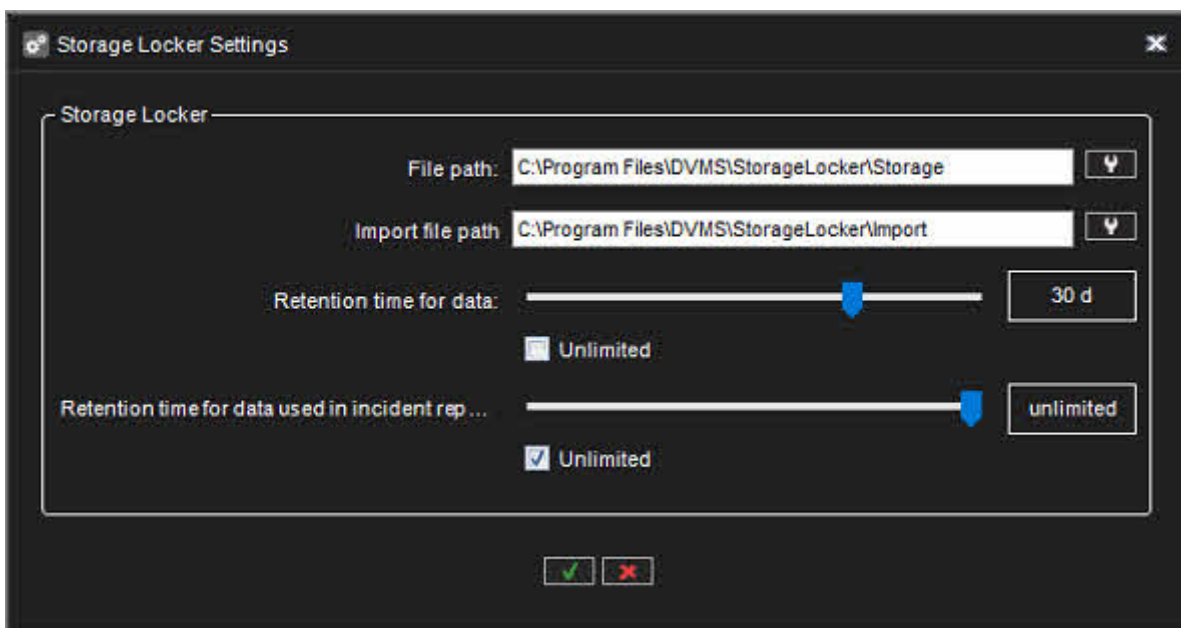 Storage Locker Settings
Storage Locker
File path: C:\Program Files\DVMS\StorageLocker\Storage
Import file path C:\Program Files\DVMS\StorageLocker\Import
Retention time for data: 30 d
Unlimited
Retention time for data used in incident rep ... unlimited
Unlimited